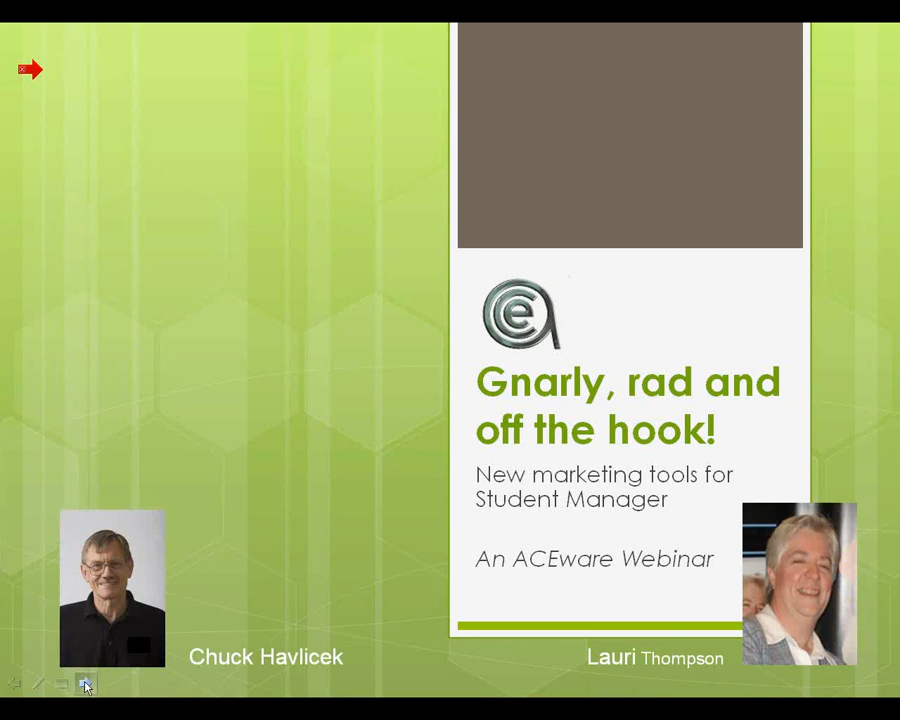 Gnarly, rad and
off the hook!
New marketing tools for
Student Manager
An ACEware Webinar
Chuck Havlicek
Lauri Thompson